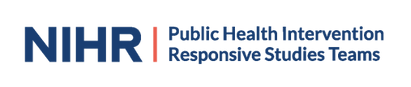 NIHR | Public Health Intervention
Responsive Studies Teams